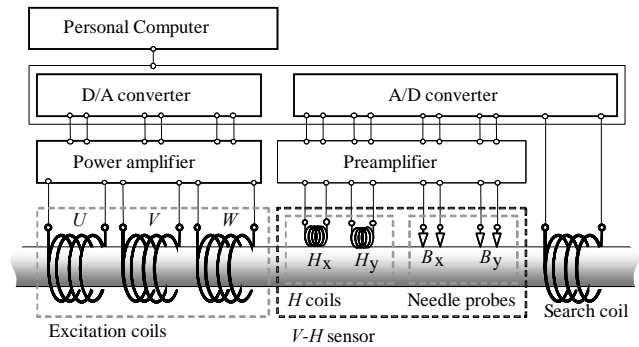 Personal Computer
D/A converter
A/D converter
Power amplifier
Preamplifier
U
V
W
Hx
Hy
Bx
By
H coils
Needle probes
Search coil
Excitation coils
V-H sensor